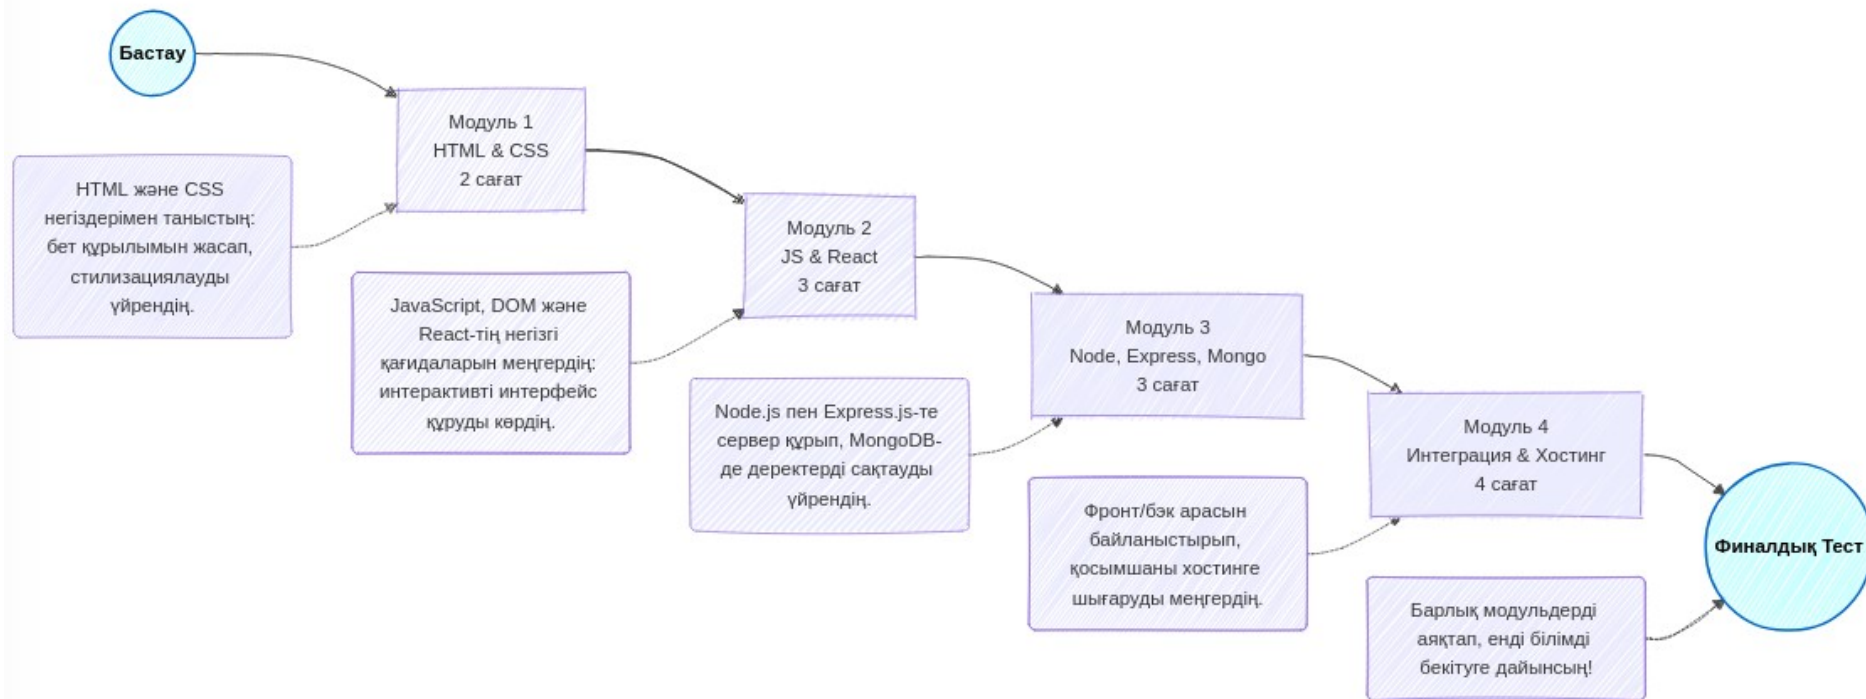 Бастау
Модуль 1
HTML & CSS
2 сағат
HTML және CSS
негіздерімен таныстың:
бет құрылымын жасап,
стилизациялауды
үйрендің.
Модуль 2
JS & React
3 сағат
JavaScript, DOM және
React-тің негізгі
қағидаларын меңгердің:
интерактивті интерфейс
құруды көрдің.
Модуль 3
Node, Express, Mongo
3 сағат
Node.js пен Express.js-те
сервер құрып, MongoDB-
де деректерді сақтауды
үйрендің.
Модуль 4
Интеграция & Хостинг
4 сағат
Фронт/бэк арасын
байланыстырып,
қосымшаны хостинге
шығаруды меңгердің.
Финалдық Тест
Барлық модульдерді
аяқтап, енді білімді
бекітуге дайынсың!